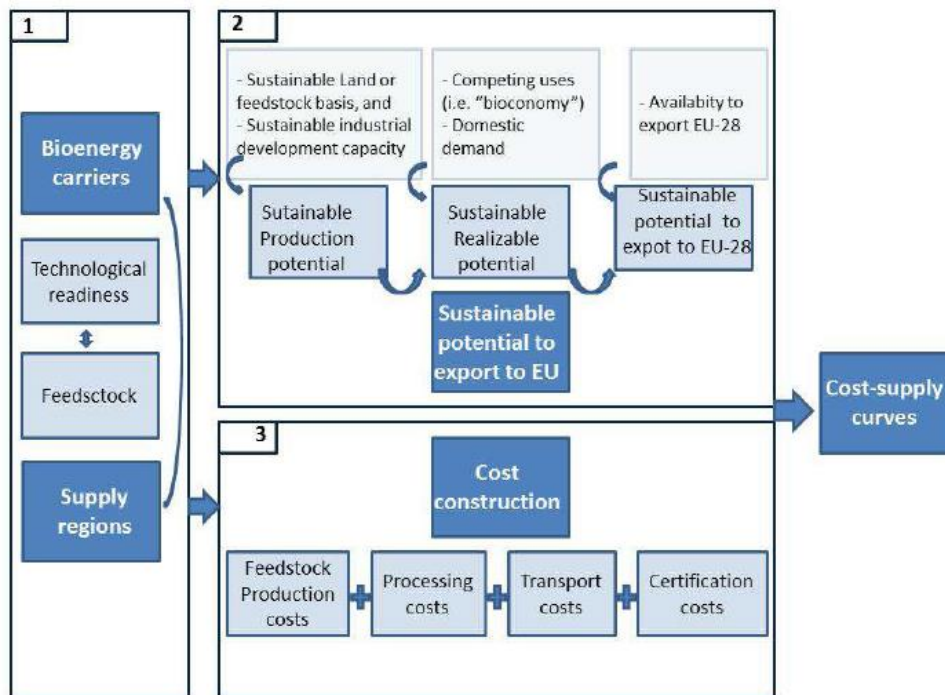 1
Bioenergy
carriers
Technological
readiness
Feedsctock
Supply
regions
2
- Sustainable Land or
feedstock basis, and
- Sustainable industrial
development capacity
- Competing uses
(i.e. "bioconomy")
- Domestic
demand
- Availabity to
export EU-28
Sutainable
Production
potential
Sustainable
Realizable
potential
Sustainable
potential to
expot to EU-28
Sustainable
potential to
export to EU
3
Cost
construction
Feedstock
Production
costs
+
Processing
costs
+
Transport
costs
+
Certification
costs
Cost-supply
curves